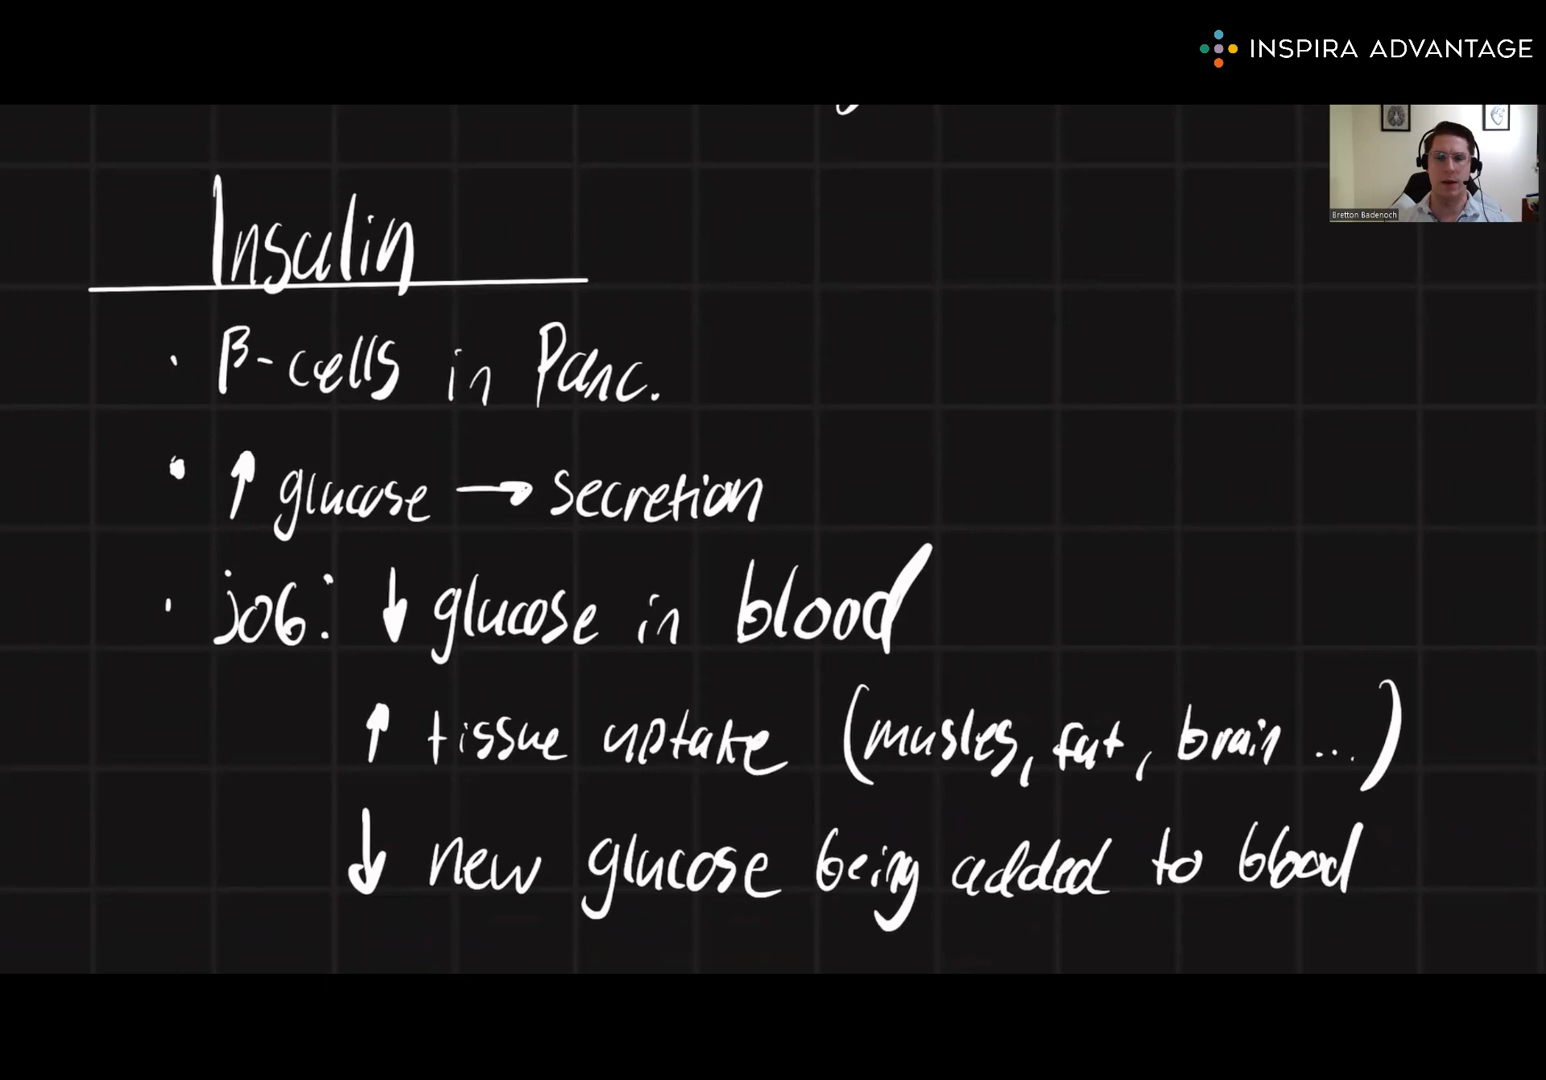 INSPIRA ADVANTAGE
Bretton Badenoch
Insulin
· β-cells in Panc.
• ↑ glucose → secretion
· job: ↓ glucose in blood
↑ tissue uptake (musles, fat, brain ...)
↓ new glucose being added to blood